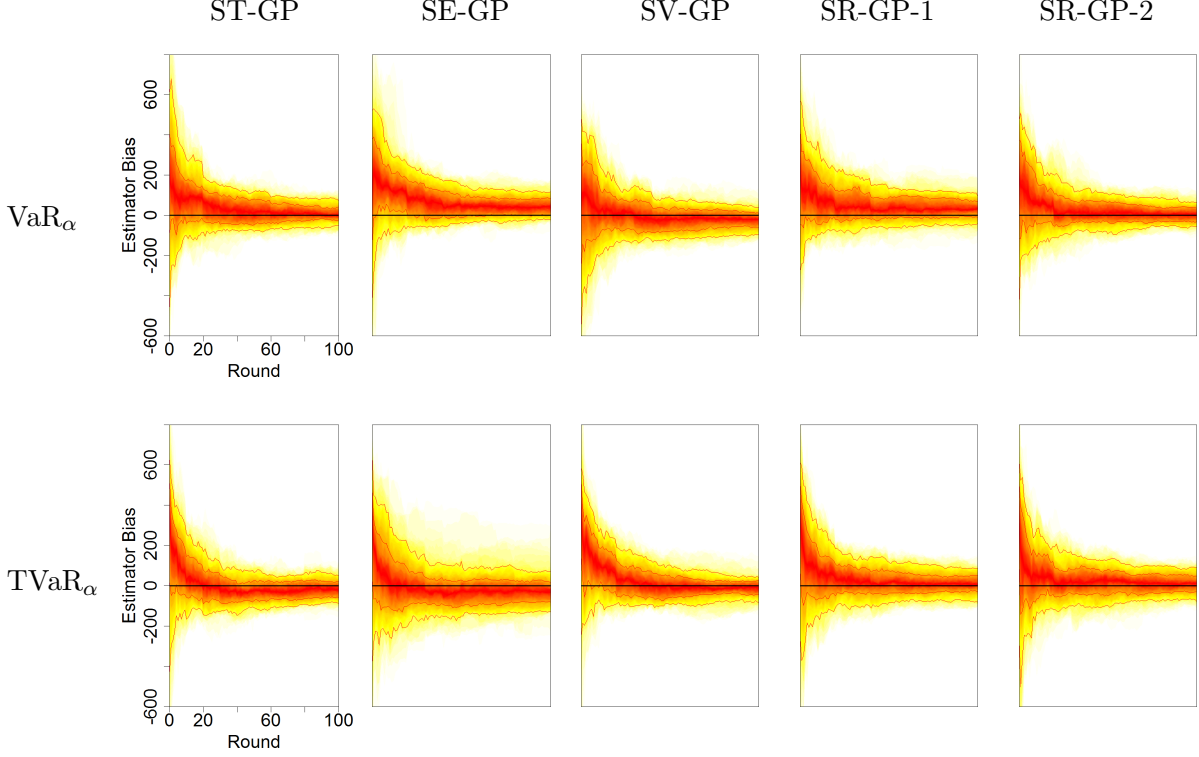 ST-GP SE-GP SV-GP SR-GP-1 SR-GP-2
VaRα
Estimator Bias
600
200
0
-200
-600
0 20 60 100
Round
TVaRα
Estimator Bias
600
200
0
-200
-600
0 20 60 100
Round